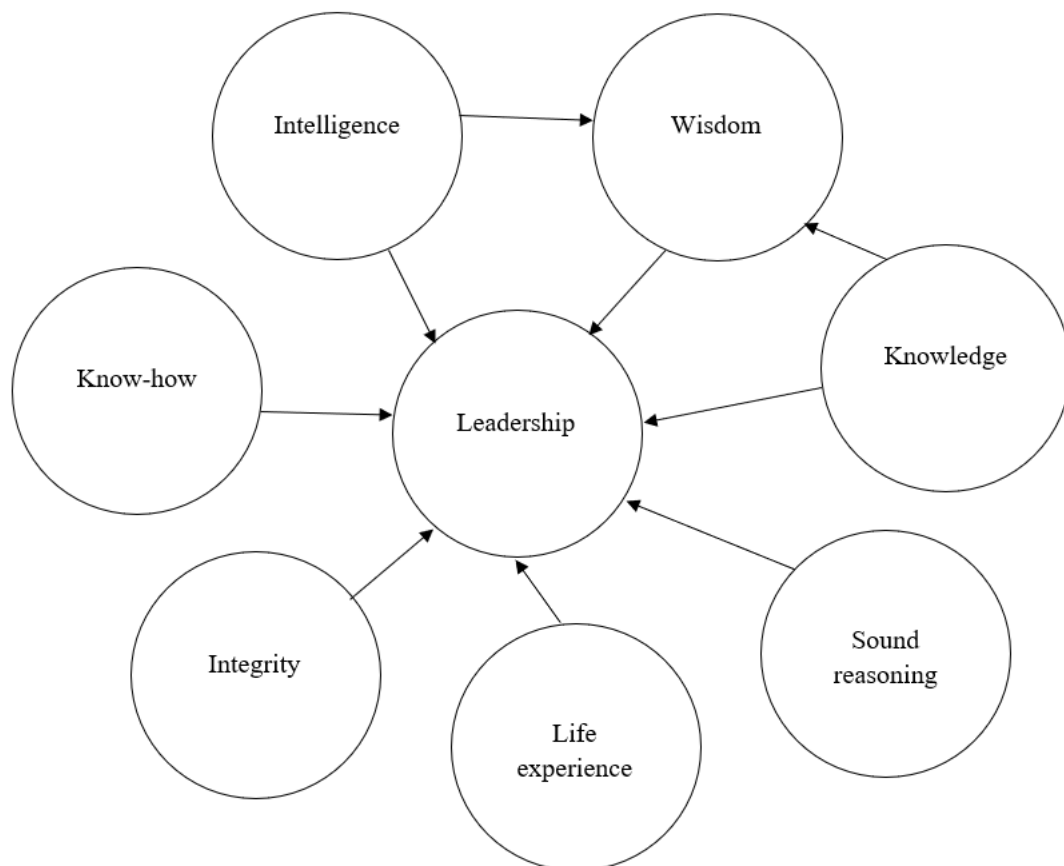 Intelligence
Wisdom
Know-how
Knowledge
Leadership
Integrity
Sound
reasoning
Life
experience